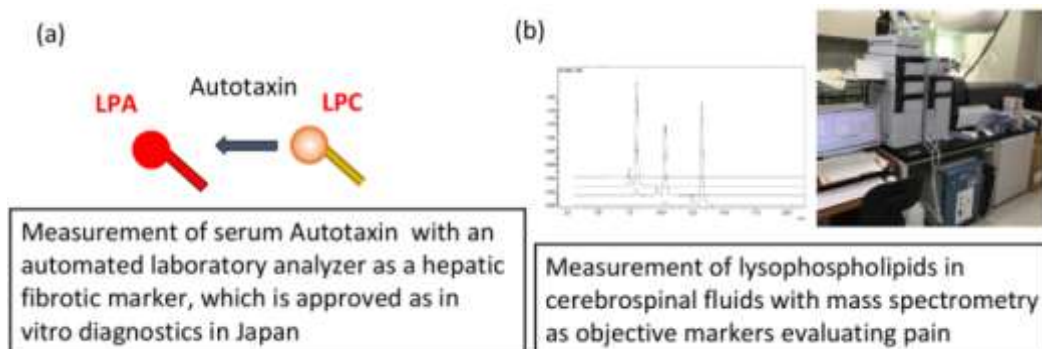 (a)
Autotaxin
LPA
LPC
Measurement of serum Autotaxin with an
automated laboratory analyzer as a hepatic
fibrotic marker, which is approved as in
vitro diagnostics in Japan
(b)
Measurement of lysophospholipids in
cerebrospinal fluids with mass spectrometry
as objective markers evaluating pain